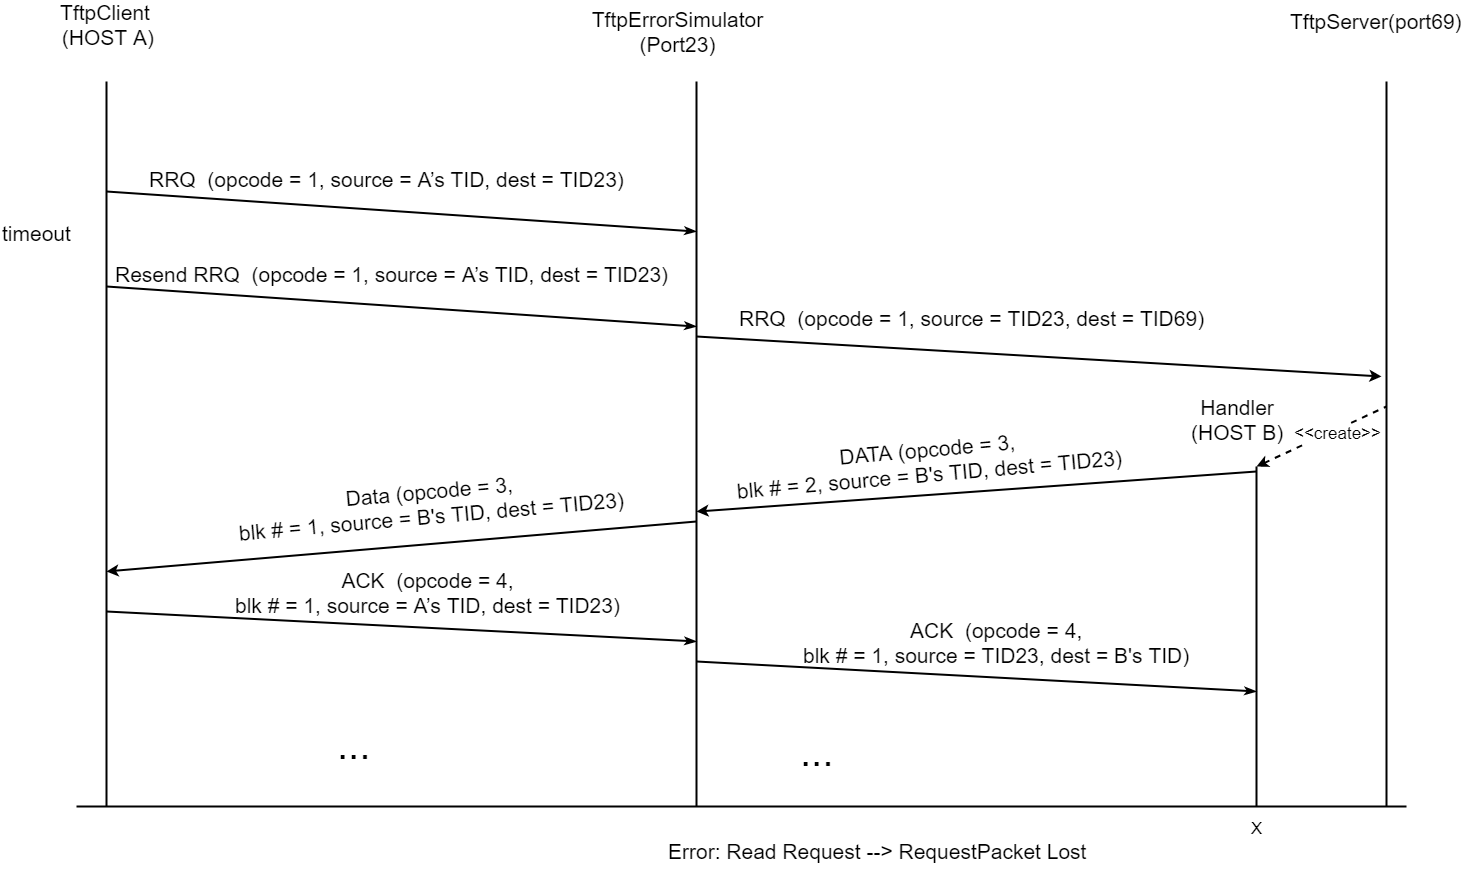 TftpClient
(HOST A)
TftpErrorSimulator
(Port23)
TftpServer(port69)
RRQ  (opcode = 1, source = A's TID, dest = TID23)
timeout
Resend RRQ  (opcode = 1, source = A's TID, dest = TID23)
RRQ  (opcode = 1, source = TID23, dest = TID69)
Handler
(HOST B)
<<create>>
DATA (opcode = 3,
blk # = 2, source = B's TID, dest = TID23)
Data (opcode = 3,
blk # = 1, source = B's TID, dest = TID23)
ACK  (opcode = 4,
blk # = 1, source = A's TID, dest = TID23)
ACK  (opcode = 4,
blk # = 1, source = TID23, dest = B's TID)
...
...
X
Error: Read Request --> RequestPacket Lost